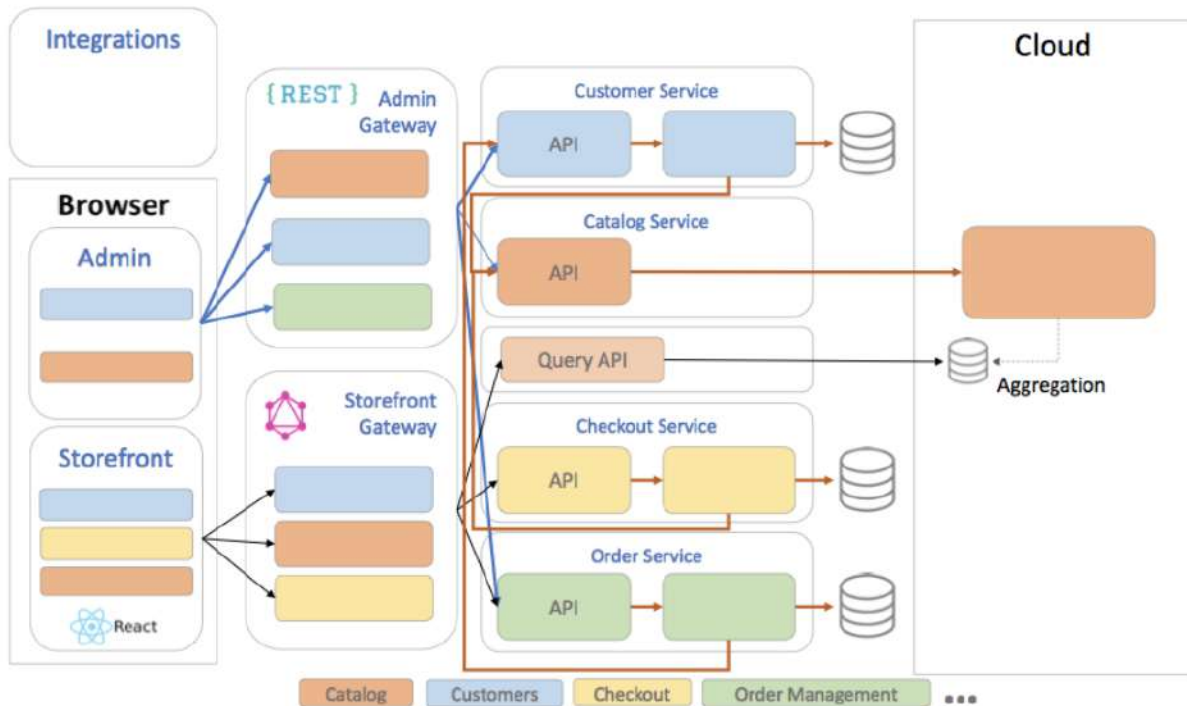 Integrations
Browser
Admin
Storefront
React
{ REST }
Admin
Gateway
Storefront
Gateway
Customer Service
API
Catalog Service
API
Query API
Checkout Service
API
Order Service
API
Cloud
Aggregation
Catalog
Customers
Checkout
Order Management
...